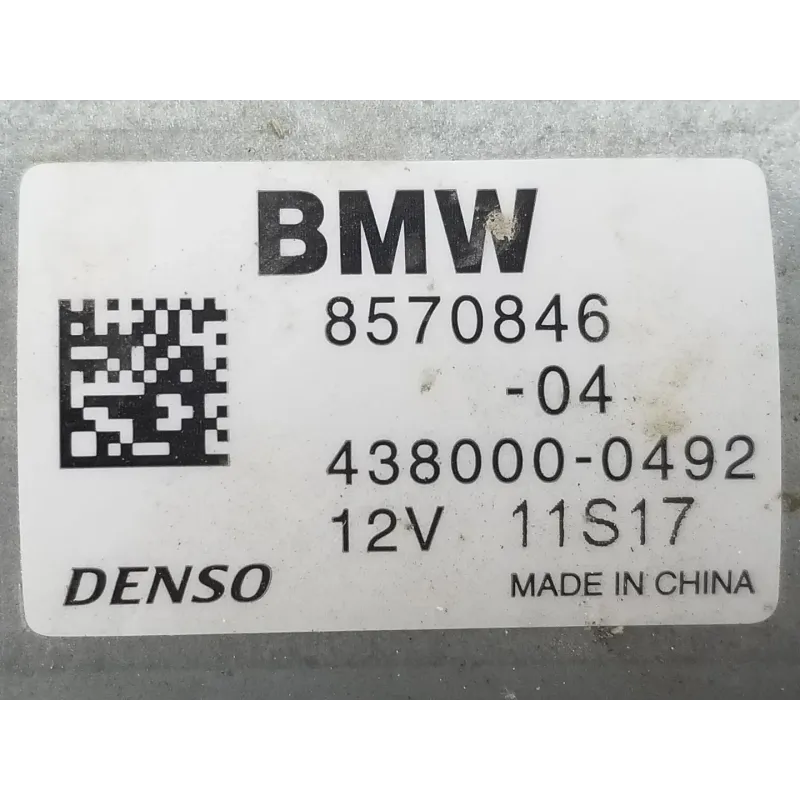 BMW
8570846
-04
438000-0492
12V 11S17
DENSO MADE IN CHINA